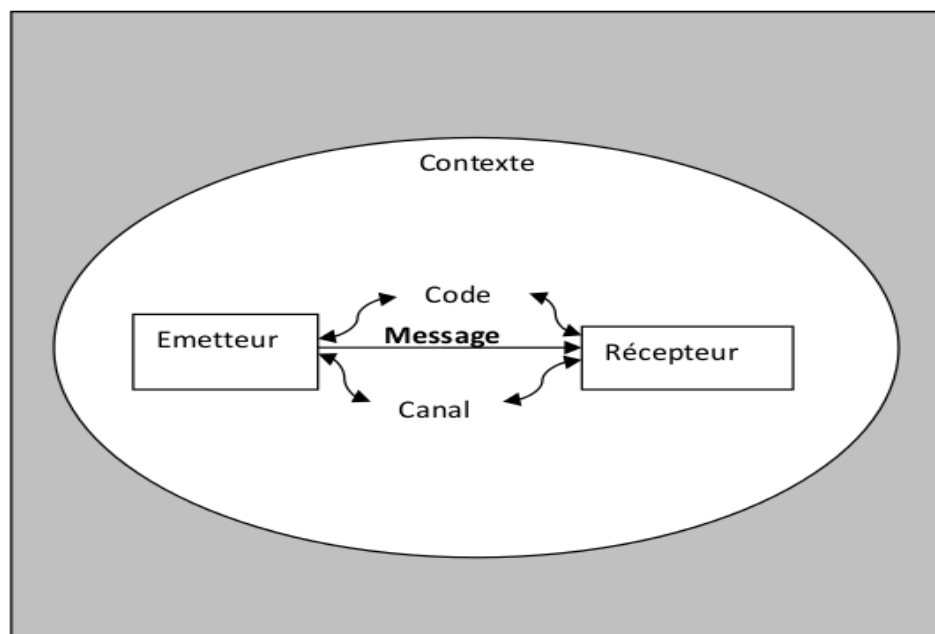 Contexte
Code
Emetteur
Message
Récepteur
Canal